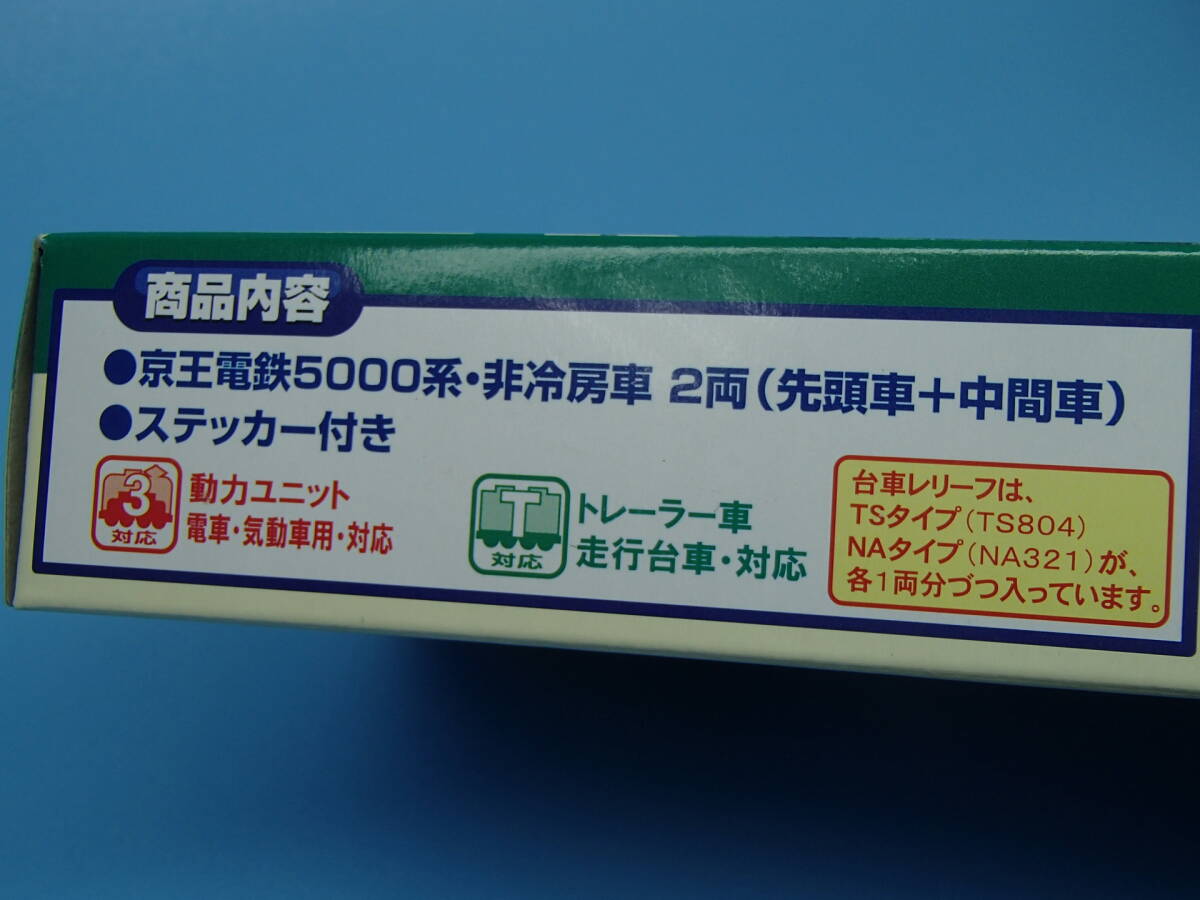 商品内容
●京王電鉄5000系・非冷房車 2両（先頭車＋中間車）
●ステッカー付き
3
対応
動力ユニット
電車・気動車用・対応
T
対応
トレーラー車
走行台車・対応
台車レリーフは、
TSタイプ（TS804）
NAタイプ（NA321）が、
各1両分づつ入っています。